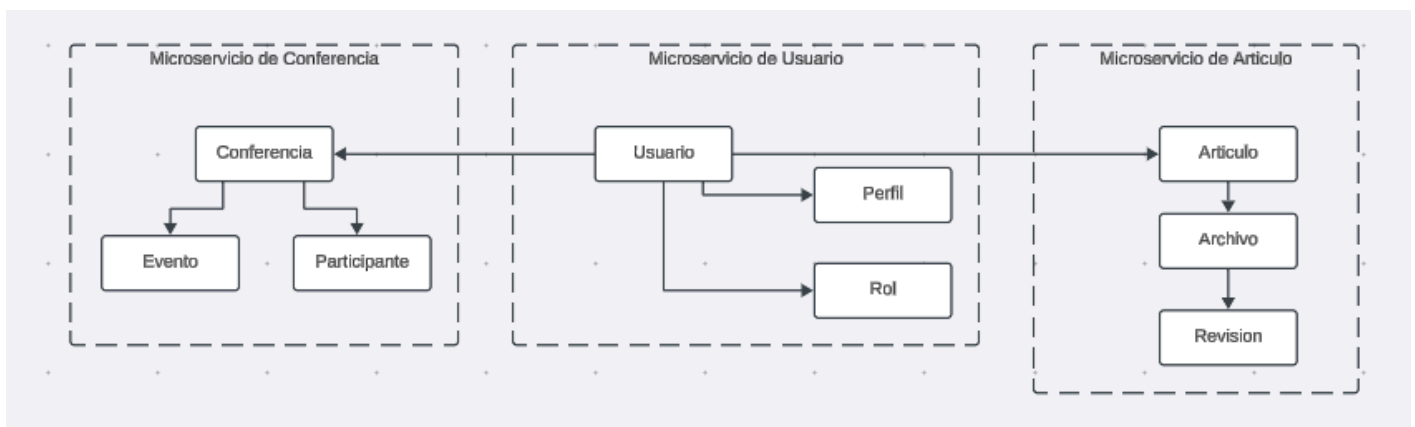 Microservicio de Conferencia
Microservicio de Usuario
Microservicio de Articulo
Conferencia
Usuario
Articulo
Perfil
Archivo
Evento
Participante
Rol
Revision